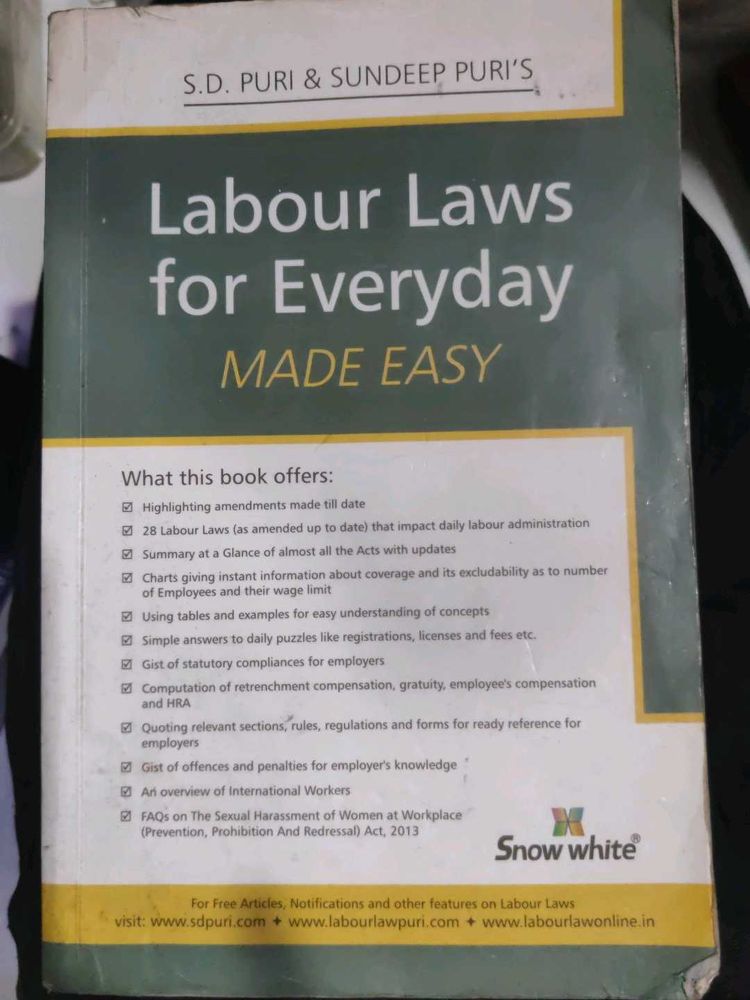 S.D. PURI & SUNDEEP PURI'S
Labour Laws
for Everyday
MADE EASY
What this book offers:
☑ Highlighting amendments made till date
☑ 28 Labour Laws (as amended up to date) that impact daily labour administration
☑ Summary at a Glance of almost all the Acts with updates
☑ Charts giving instant information about coverage and its excludability as to number
of Employees and their wage limit
☑ Using tables and examples for easy understanding of concepts
☑ Simple answers to daily puzzles like registrations, licenses and fees etc.
☑ Gist of statutory compliances for employers
☑ Computation of retrenchment compensation, gratuity, employee's compensation
and HRA
☑ Quoting relevant sections, rules, regulations and forms for ready reference for
employers
☑ Gist of offences and penalties for employer's knowledge
☑ An overview of International Workers
☑ FAQs on The Sexual Harassment of Women at Workplace
(Prevention, Prohibition And Redressal) Act, 2013
Snow white®
For Free Articles, Notifications and other features on Labour Laws
visit: www.sdpuri.com ✦ www.labourlawpuri.com ✦ www.labourlawonline.in